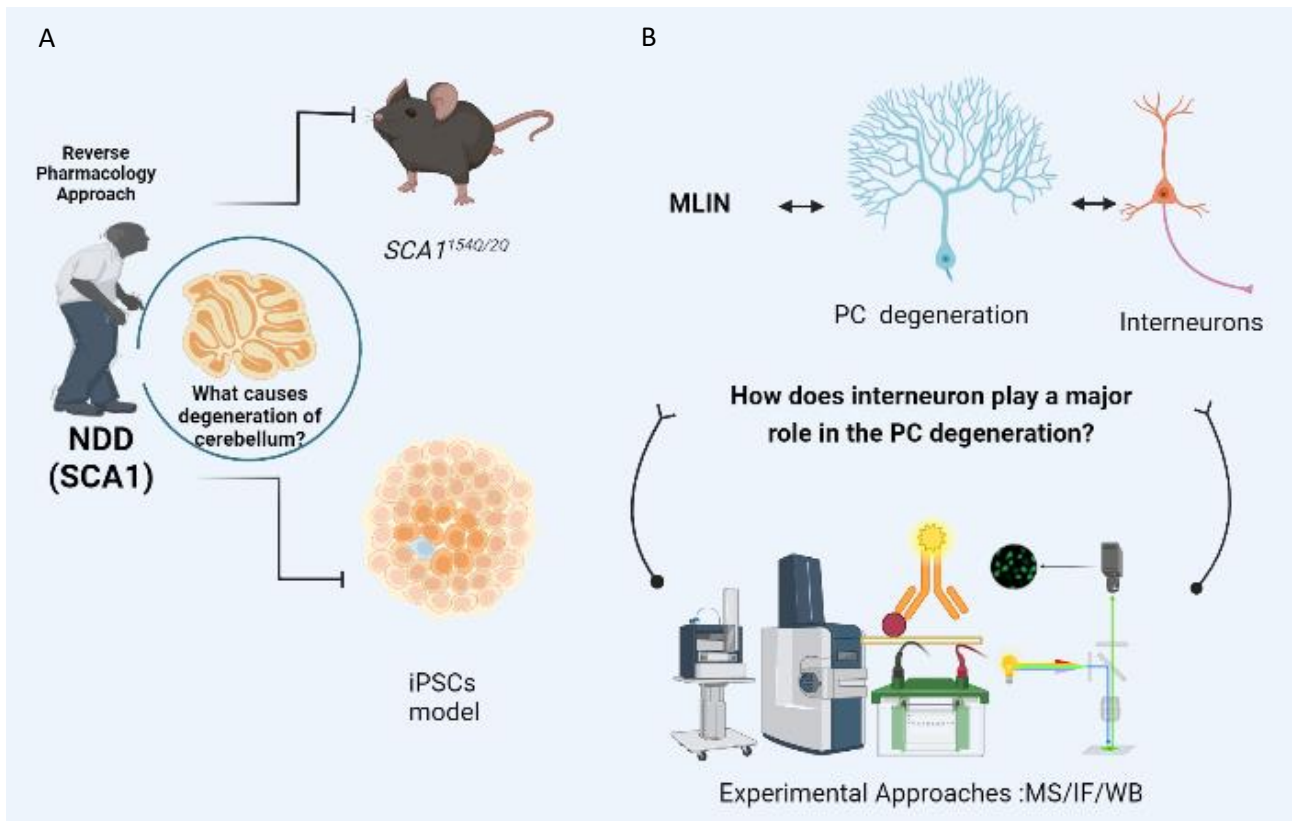 A
Reverse
Pharmacology
Approach
SCA1154Q/2Q
What causes
degeneration of
cerebellum?
NDD
(SCA1)
iPSCs
model
B
MLIN
PC degeneration
Interneurons
How does interneuron play a major
role in the PC degeneration?
Experimental Approaches :MS/IF/WB